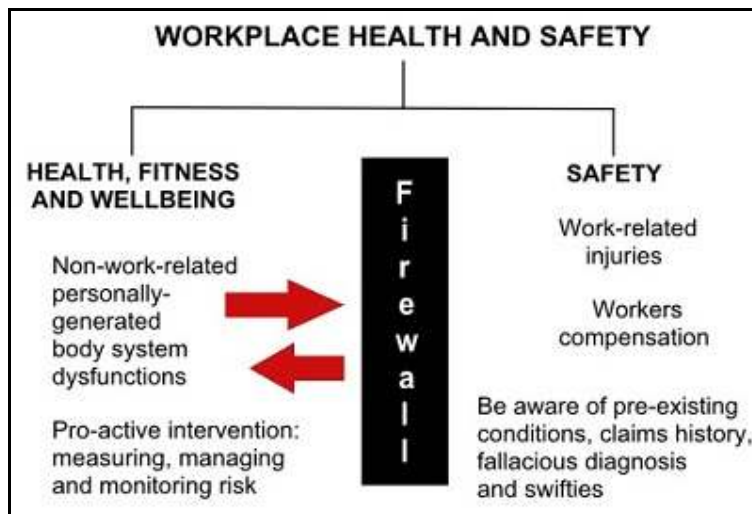 WORKPLACE HEALTH AND SAFETY
HEALTH, FITNESS
AND WELLBEING
Non-work-related
personally-
generated
body system
dysfunctions
Pro-active intervention:
measuring, managing
and monitoring risk
Firewall
SAFETY
Work-related
injuries
Workers
compensation
Be aware of pre-existing
conditions, claims history,
fallacious diagnosis
and swifties